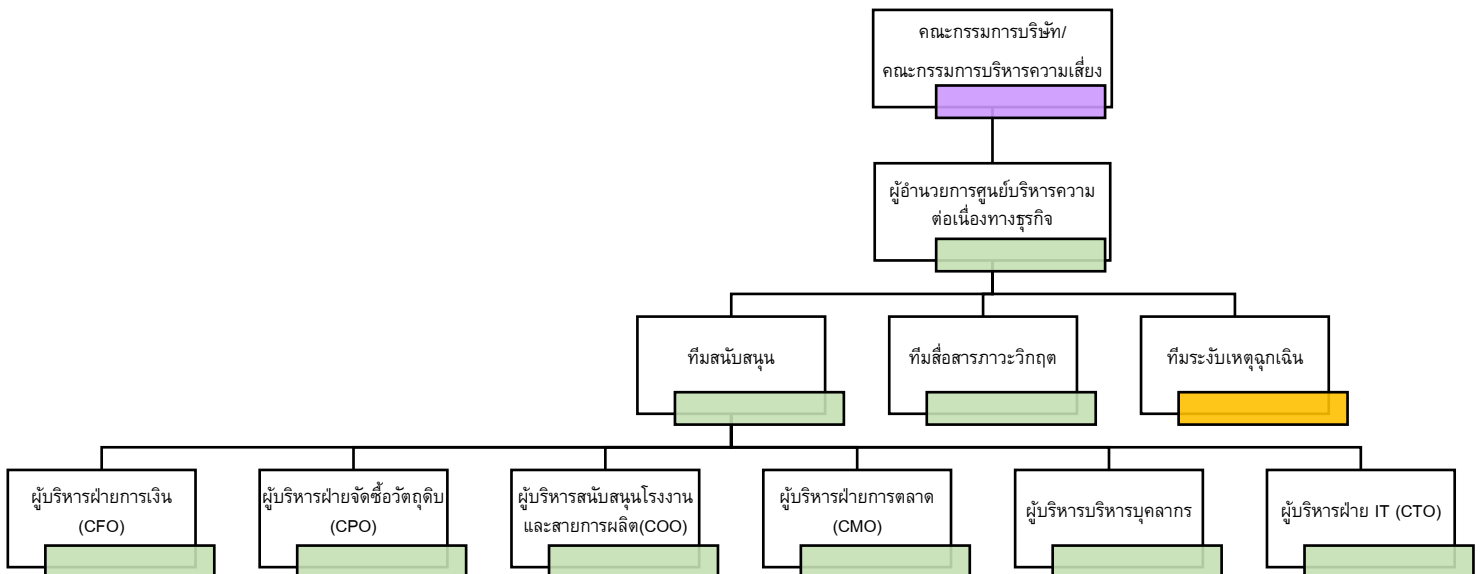 คณะกรรมการบริษัท/
คณะกรรมการบริหารความเสี่ยง
ผู้อำนวยการศูนย์บริหารความ
ต่อเนื่องทางธุรกิจ
ทีมสนับสนุน
ทีมสื่อสารภาวะวิกฤต
ทีมระงับเหตุฉุกเฉิน
ผู้บริหารฝ่ายการเงิน
(CFO)
ผู้บริหารฝ่ายจัดซื้อวัตถุดิบ
(CPO)
ผู้บริหารสนับสนุนโรงงาน
และสายการผลิต(COO)
ผู้บริหารฝ่ายการตลาด
(CMO)
ผู้บริหารบริหารบุคลากร
ผู้บริหารฝ่าย IT (CTO)